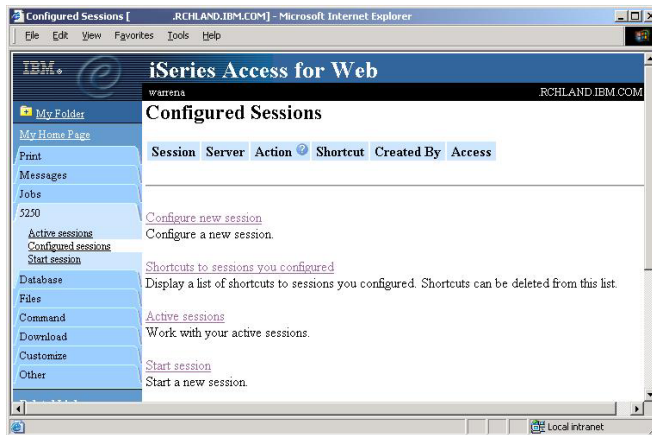 Configured Sessions [ .RCHLAND.IBM.COM] - Microsoft Internet Explorer
File Edit View Favorites Tools Help
IBM.
iSeries Access for Web
warrena .RCHLAND.IBM.COM
My Folder
My Home Page
Print
Messages
Jobs
5250
Active sessions
Configured sessions
Start session
Database
Files
Command
Download
Customize
Other
Configured Sessions
Session Server Action ? Shortcut Created By Access
Configure new session
Configure a new session.
Shortcuts to sessions you configured
Display a list of shortcuts to sessions you configured. Shortcuts can be deleted from this list.
Active sessions
Work with your active sessions.
Start session
Start a new session.
Local intranet